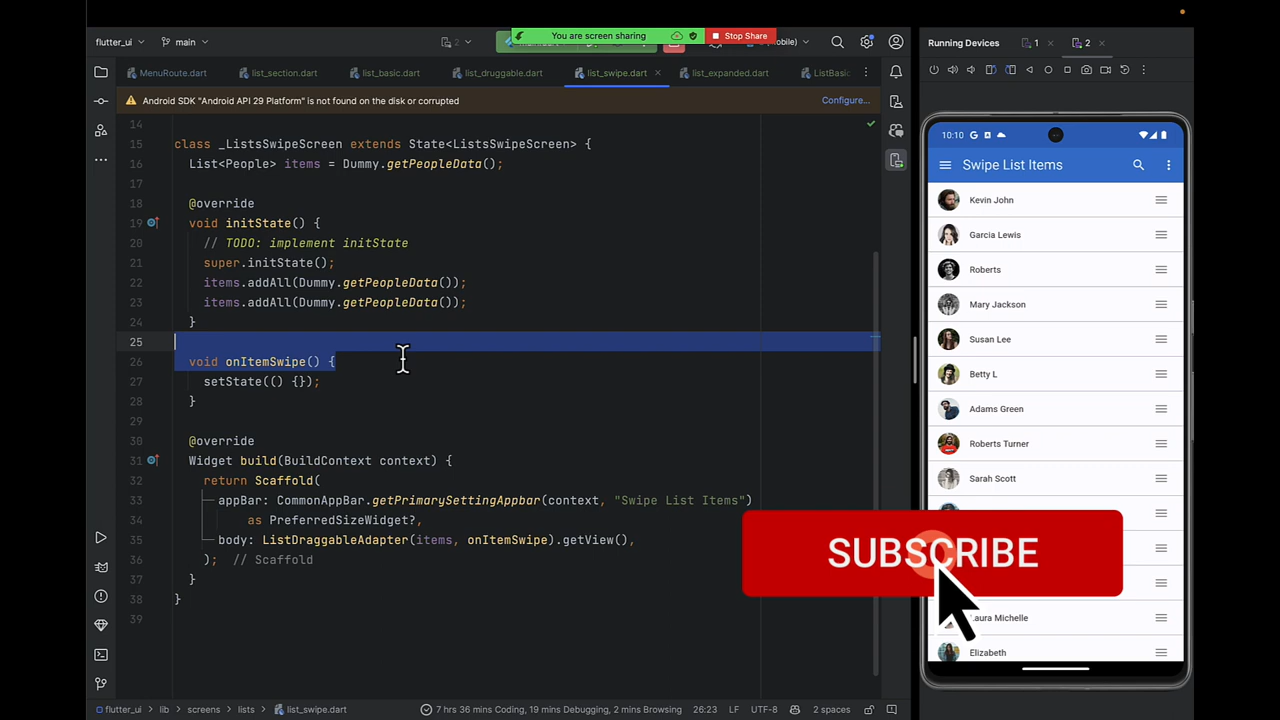 flutter_ui
main
You are screen sharing
Stop Share
Running Devices
1
2
MenuRoute.dart
list_section.dart
list_basic.dart
list_druggable.dart
list_swipe.dart
list_expanded.dart
ListBasic
Android SDK "Android API 29 Platform" is not found on the disk or corrupted
Configure...
14
15 class _ListsSwipeScreen extends State<ListsSwipeScreen> {
16 List<People> items = Dummy.getPeopleData();
17
18 @override
19 void initState() {
20 // TODO: implement initState
21 super.initState();
22 items.addAll(Dummy.getPeopleData());
23 items.addAll(Dummy.getPeopleData());
24 }
25
26 void onItemSwipe() {
27 setState(() {});
28 }
29
30 @override
31 Widget build(BuildContext context) {
32 return Scaffold(
33 appBar: CommonAppBar.getPrimarySettingAppbar(context, "Swipe List Items")
34 as PreferredSizeWidget?,
35 body: ListDraggableAdapter(items, onItemSwipe).getView(),
36 ); // Scaffold
37 }
38 }
39
10:10
Swipe List Items
Kevin John
Garcia Lewis
Roberts
Mary Jackson
Susan Lee
Betty L
Adams Green
Roberts Turner
Sarah Scott
SUBSCRIBE
Laura Michelle
Elizabeth
flutter_ui
lib
screens
lists
list_swipe.dart
7 hrs 36 mins Coding, 19 mins Debugging, 2 mins Browsing
26:23
LF
UTF-8
2 spaces